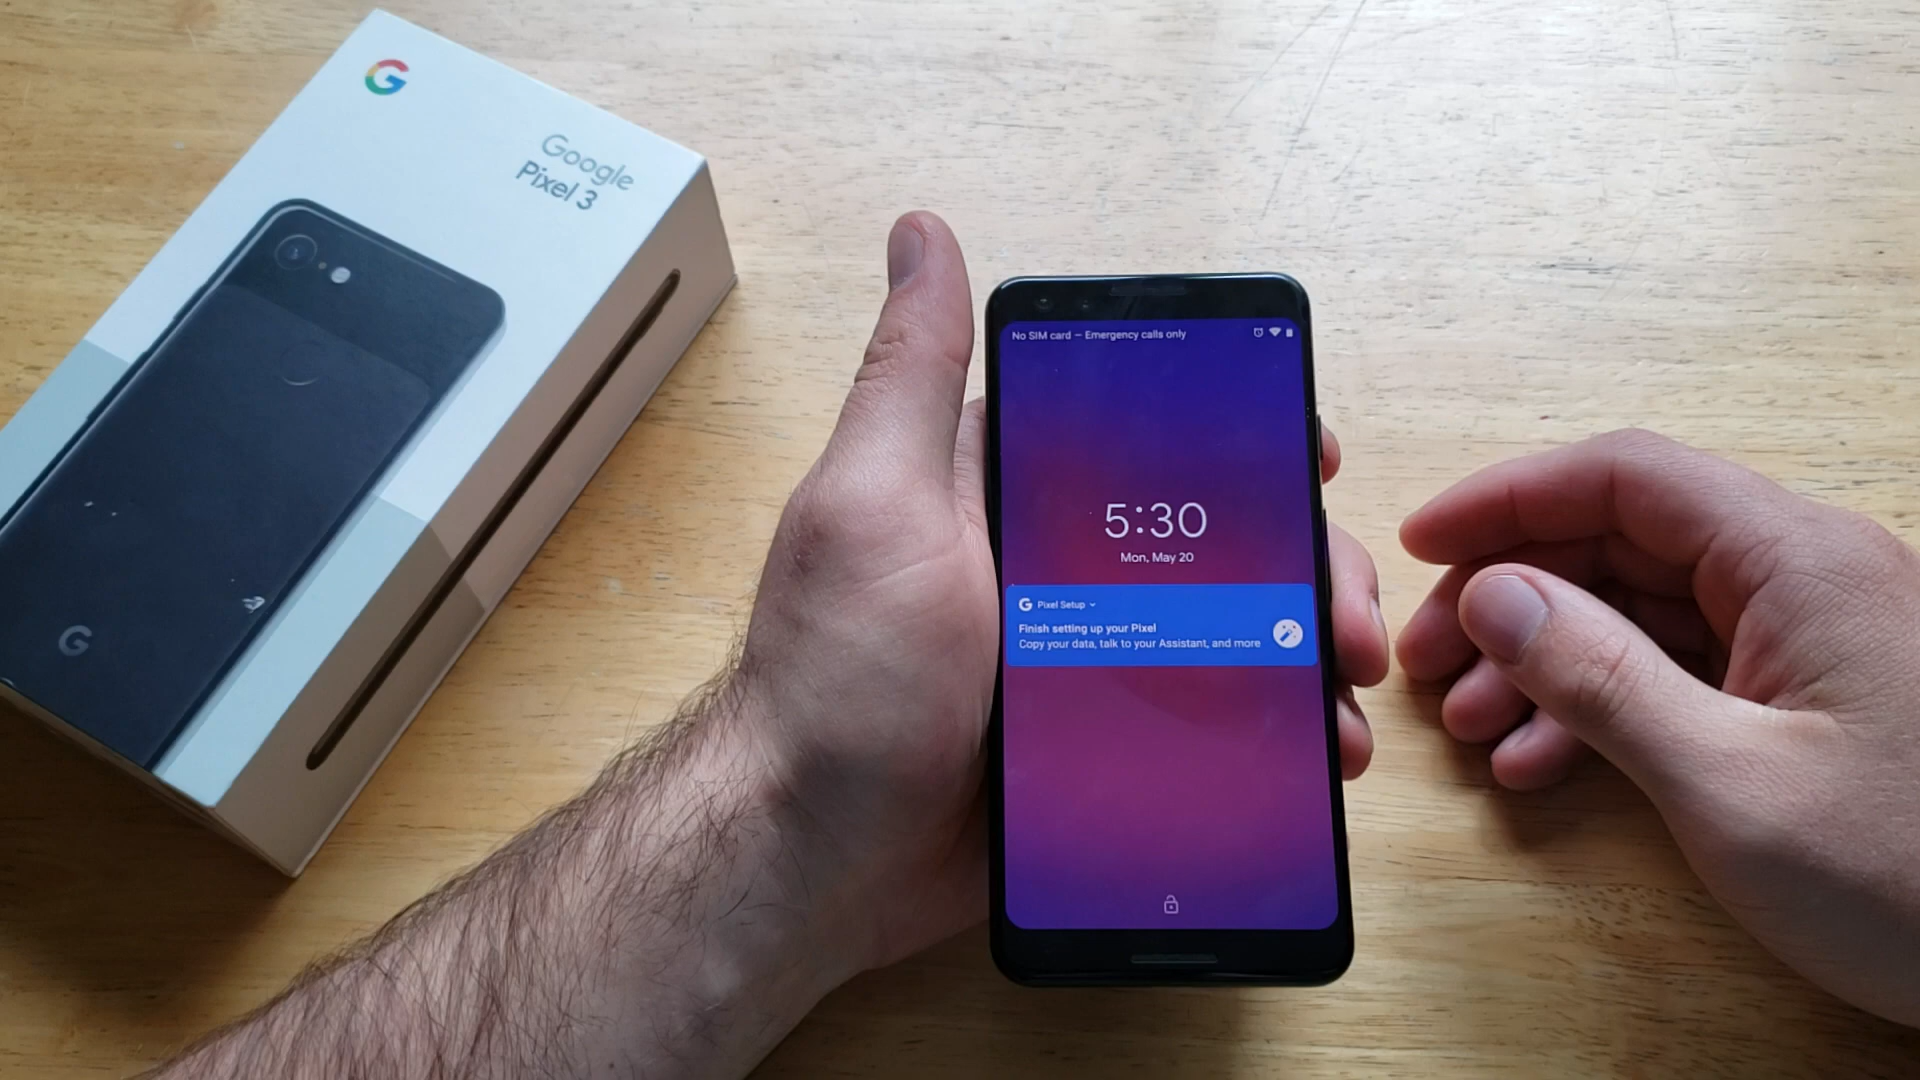 Google
Pixel 3
No SIM card — Emergency calls only
5:30
Mon, May 20
G Pixel Setup
Finish setting up your Pixel
Copy your data, talk to your Assistant, and more